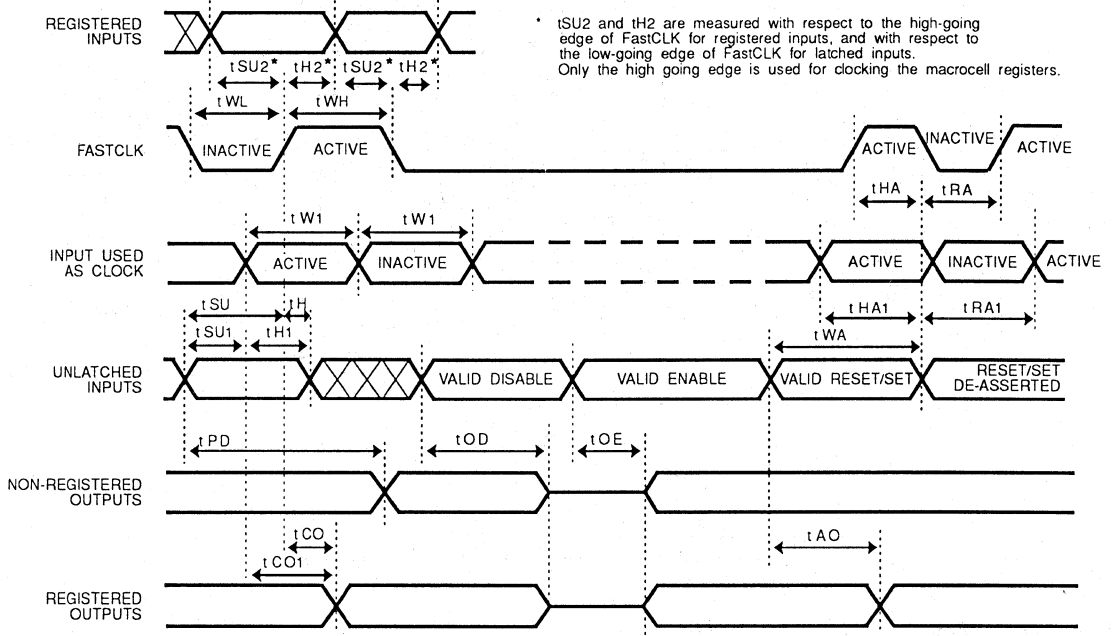 REGISTERED
INPUTS
* tSU2 and tH2 are measured with respect to the high-going
edge of FastCLK for registered inputs, and with respect to
the low-going edge of FastCLK for latched inputs.
Only the high going edge is used for clocking the macrocell registers.
tSU2* tH2* tSU2* tH2*
tWL tWH
FASTCLK
INACTIVE ACTIVE ACTIVE INACTIVE ACTIVE
tHA tRA
tW1 tW1
INPUT USED
AS CLOCK
ACTIVE INACTIVE ACTIVE INACTIVE ACTIVE
tSU tH
tHA1 tRA1
tSU1 tH1
tWA
UNLATCHED
INPUTS
VALID DISABLE VALID ENABLE VALID RESET/SET
RESET/SET
DE-ASSERTED
tPD tOD tOE
NON-REGISTERED
OUTPUTS
tCO tAO
tCO1
REGISTERED
OUTPUTS